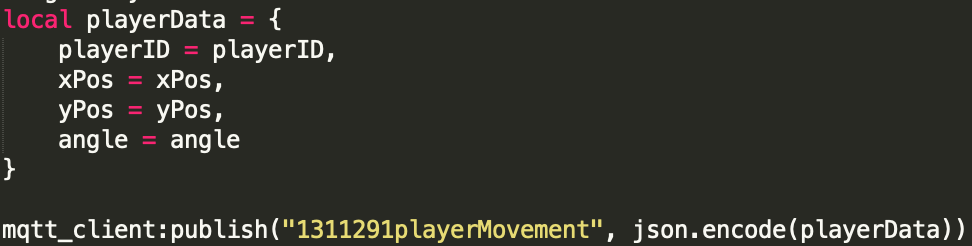 local playerData = {
    playerID = playerID,
    xPos = xPos,
    yPos = yPos,
    angle = angle
}
mqtt_client:publish("1311291playerMovement", json.encode(playerData))